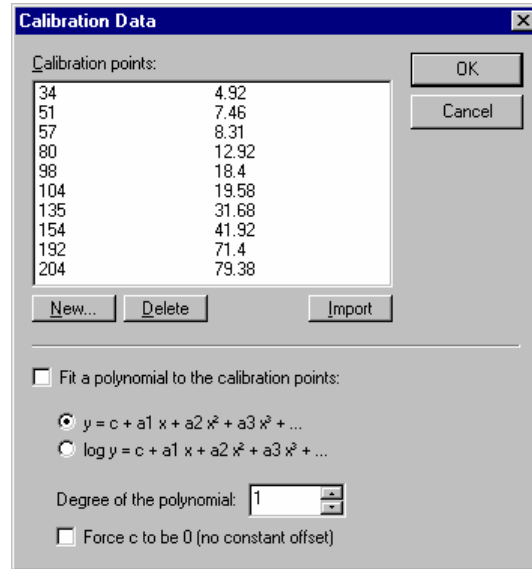 Calibration Data
Calibration points:
OK
Cancel
34 4.92
51 7.46
57 8.31
80 12.92
98 18.4
104 19.58
135 31.68
154 41.92
192 71.4
204 79.38
New... Delete Import
Fit a polynomial to the calibration points:
y = c + a1 x + a2 x² + a3 x³ + ...
log y = c + a1 x + a2 x² + a3 x³ + ...
Degree of the polynomial: 1
Force c to be 0 (no constant offset)